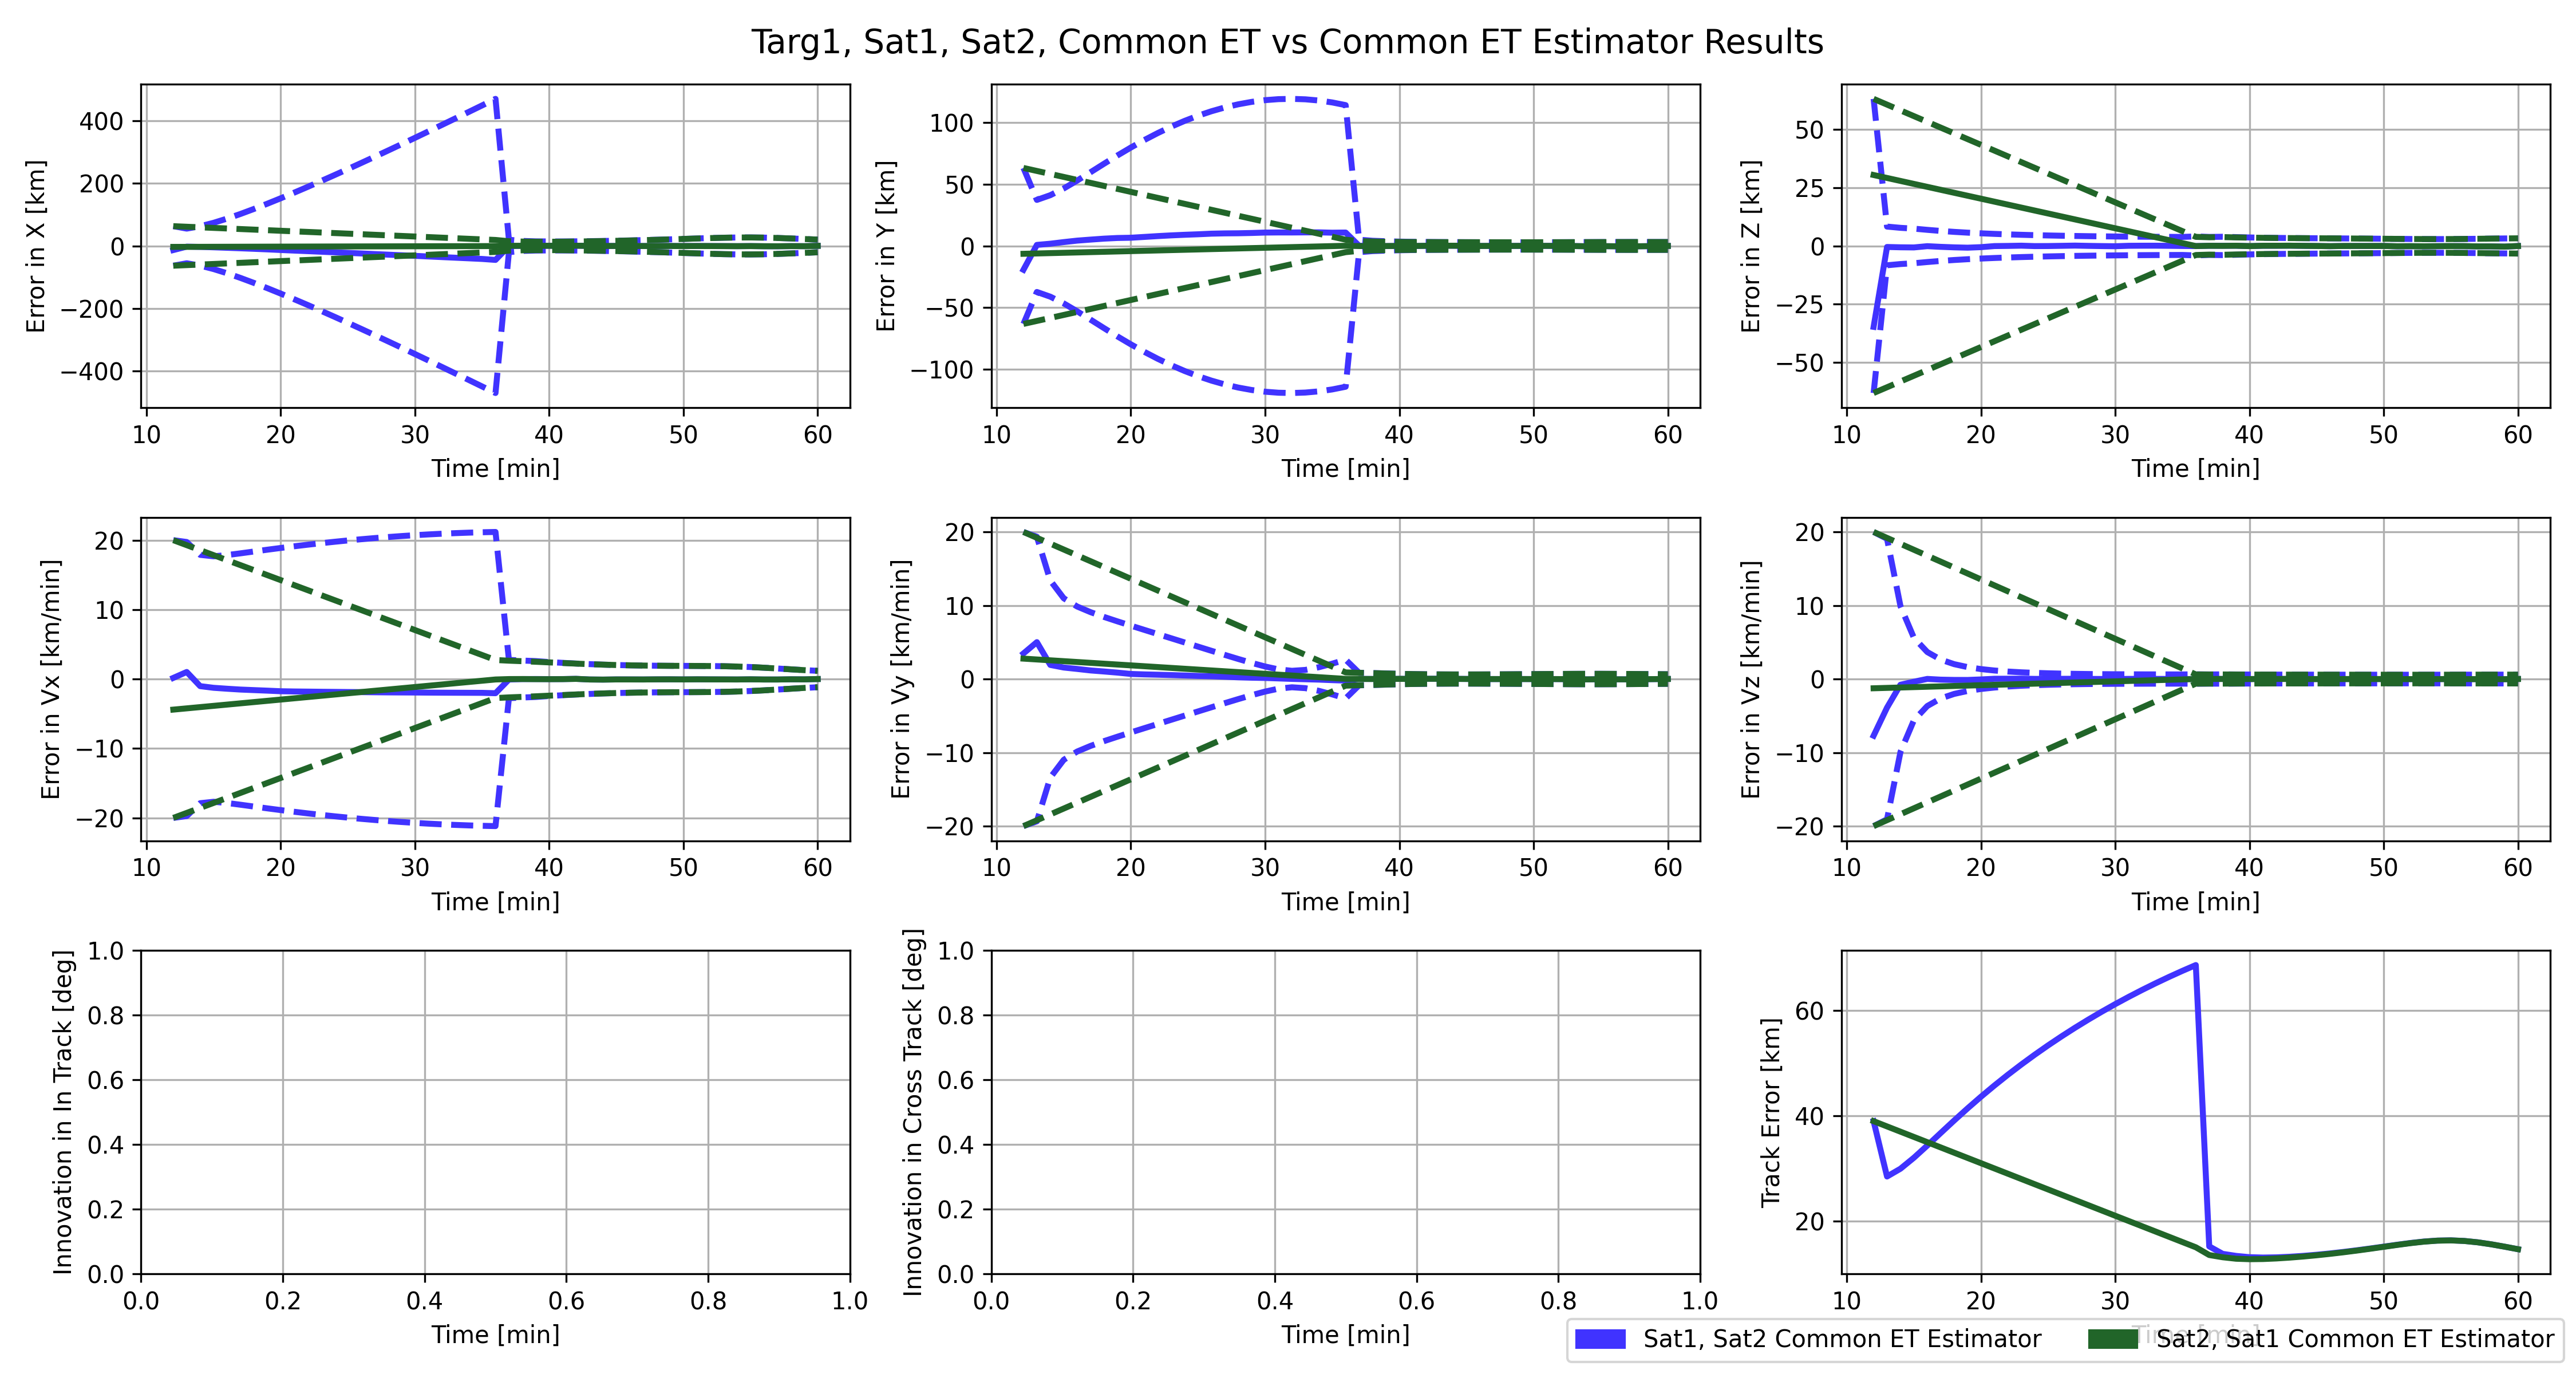 Targ1, Sat1, Sat2, Common ET vs Common ET Estimator Results
Error in X [km]
400
200
0
−200
−400
10 20 30 40 50 60
Time [min]
Error in Y [km]
100
50
0
−50
−100
10 20 30 40 50 60
Time [min]
Error in Z [km]
50
25
0
−25
−50
10 20 30 40 50 60
Time [min]
Error in Vx [km/min]
20
10
0
−10
−20
10 20 30 40 50 60
Time [min]
Error in Vy [km/min]
20
10
0
−10
−20
10 20 30 40 50 60
Time [min]
Error in Vz [km/min]
20
10
0
−10
−20
10 20 30 40 50 60
Time [min]
Innovation in In Track [deg]
1.0
0.8
0.6
0.4
0.2
0.0
0.0 0.2 0.4 0.6 0.8 1.0
Time [min]
Innovation in Cross Track [deg]
1.0
0.8
0.6
0.4
0.2
0.0
0.0 0.2 0.4 0.6 0.8 1.0
Time [min]
Track Error [km]
60
40
20
10 20 30 40 50 60
Time [min]
Sat1, Sat2 Common ET Estimator
Sat2, Sat1 Common ET Estimator